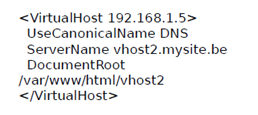 <VirtualHost 192.168.1.5>
UseCanonicalName DNS
ServerName vhost2.mysite.be
DocumentRoot
/var/www/html/vhost2
</VirtualHost>